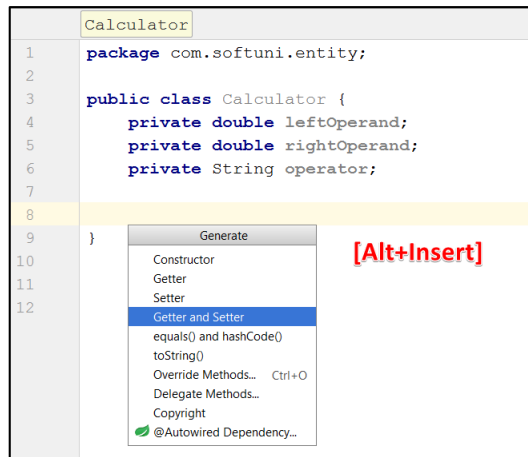 Calculator
1 package com.softuni.entity;
2
3 public class Calculator {
4 private double leftOperand;
5 private double rightOperand;
6 private String operator;
7
8
9 }
10
11
12
Generate
Constructor
Getter
Setter
Getter and Setter
equals() and hashCode()
toString()
Override Methods... Ctrl+O
Delegate Methods...
Copyright
@Autowired Dependency...
[Alt+Insert]